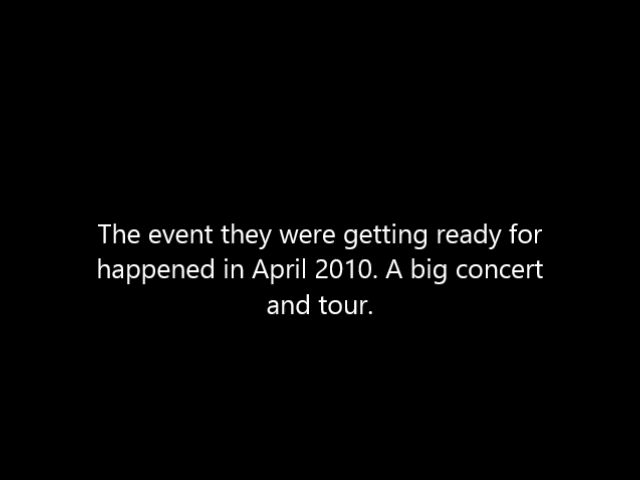 The event they were getting ready for
happened in April 2010. A big concert
and tour.